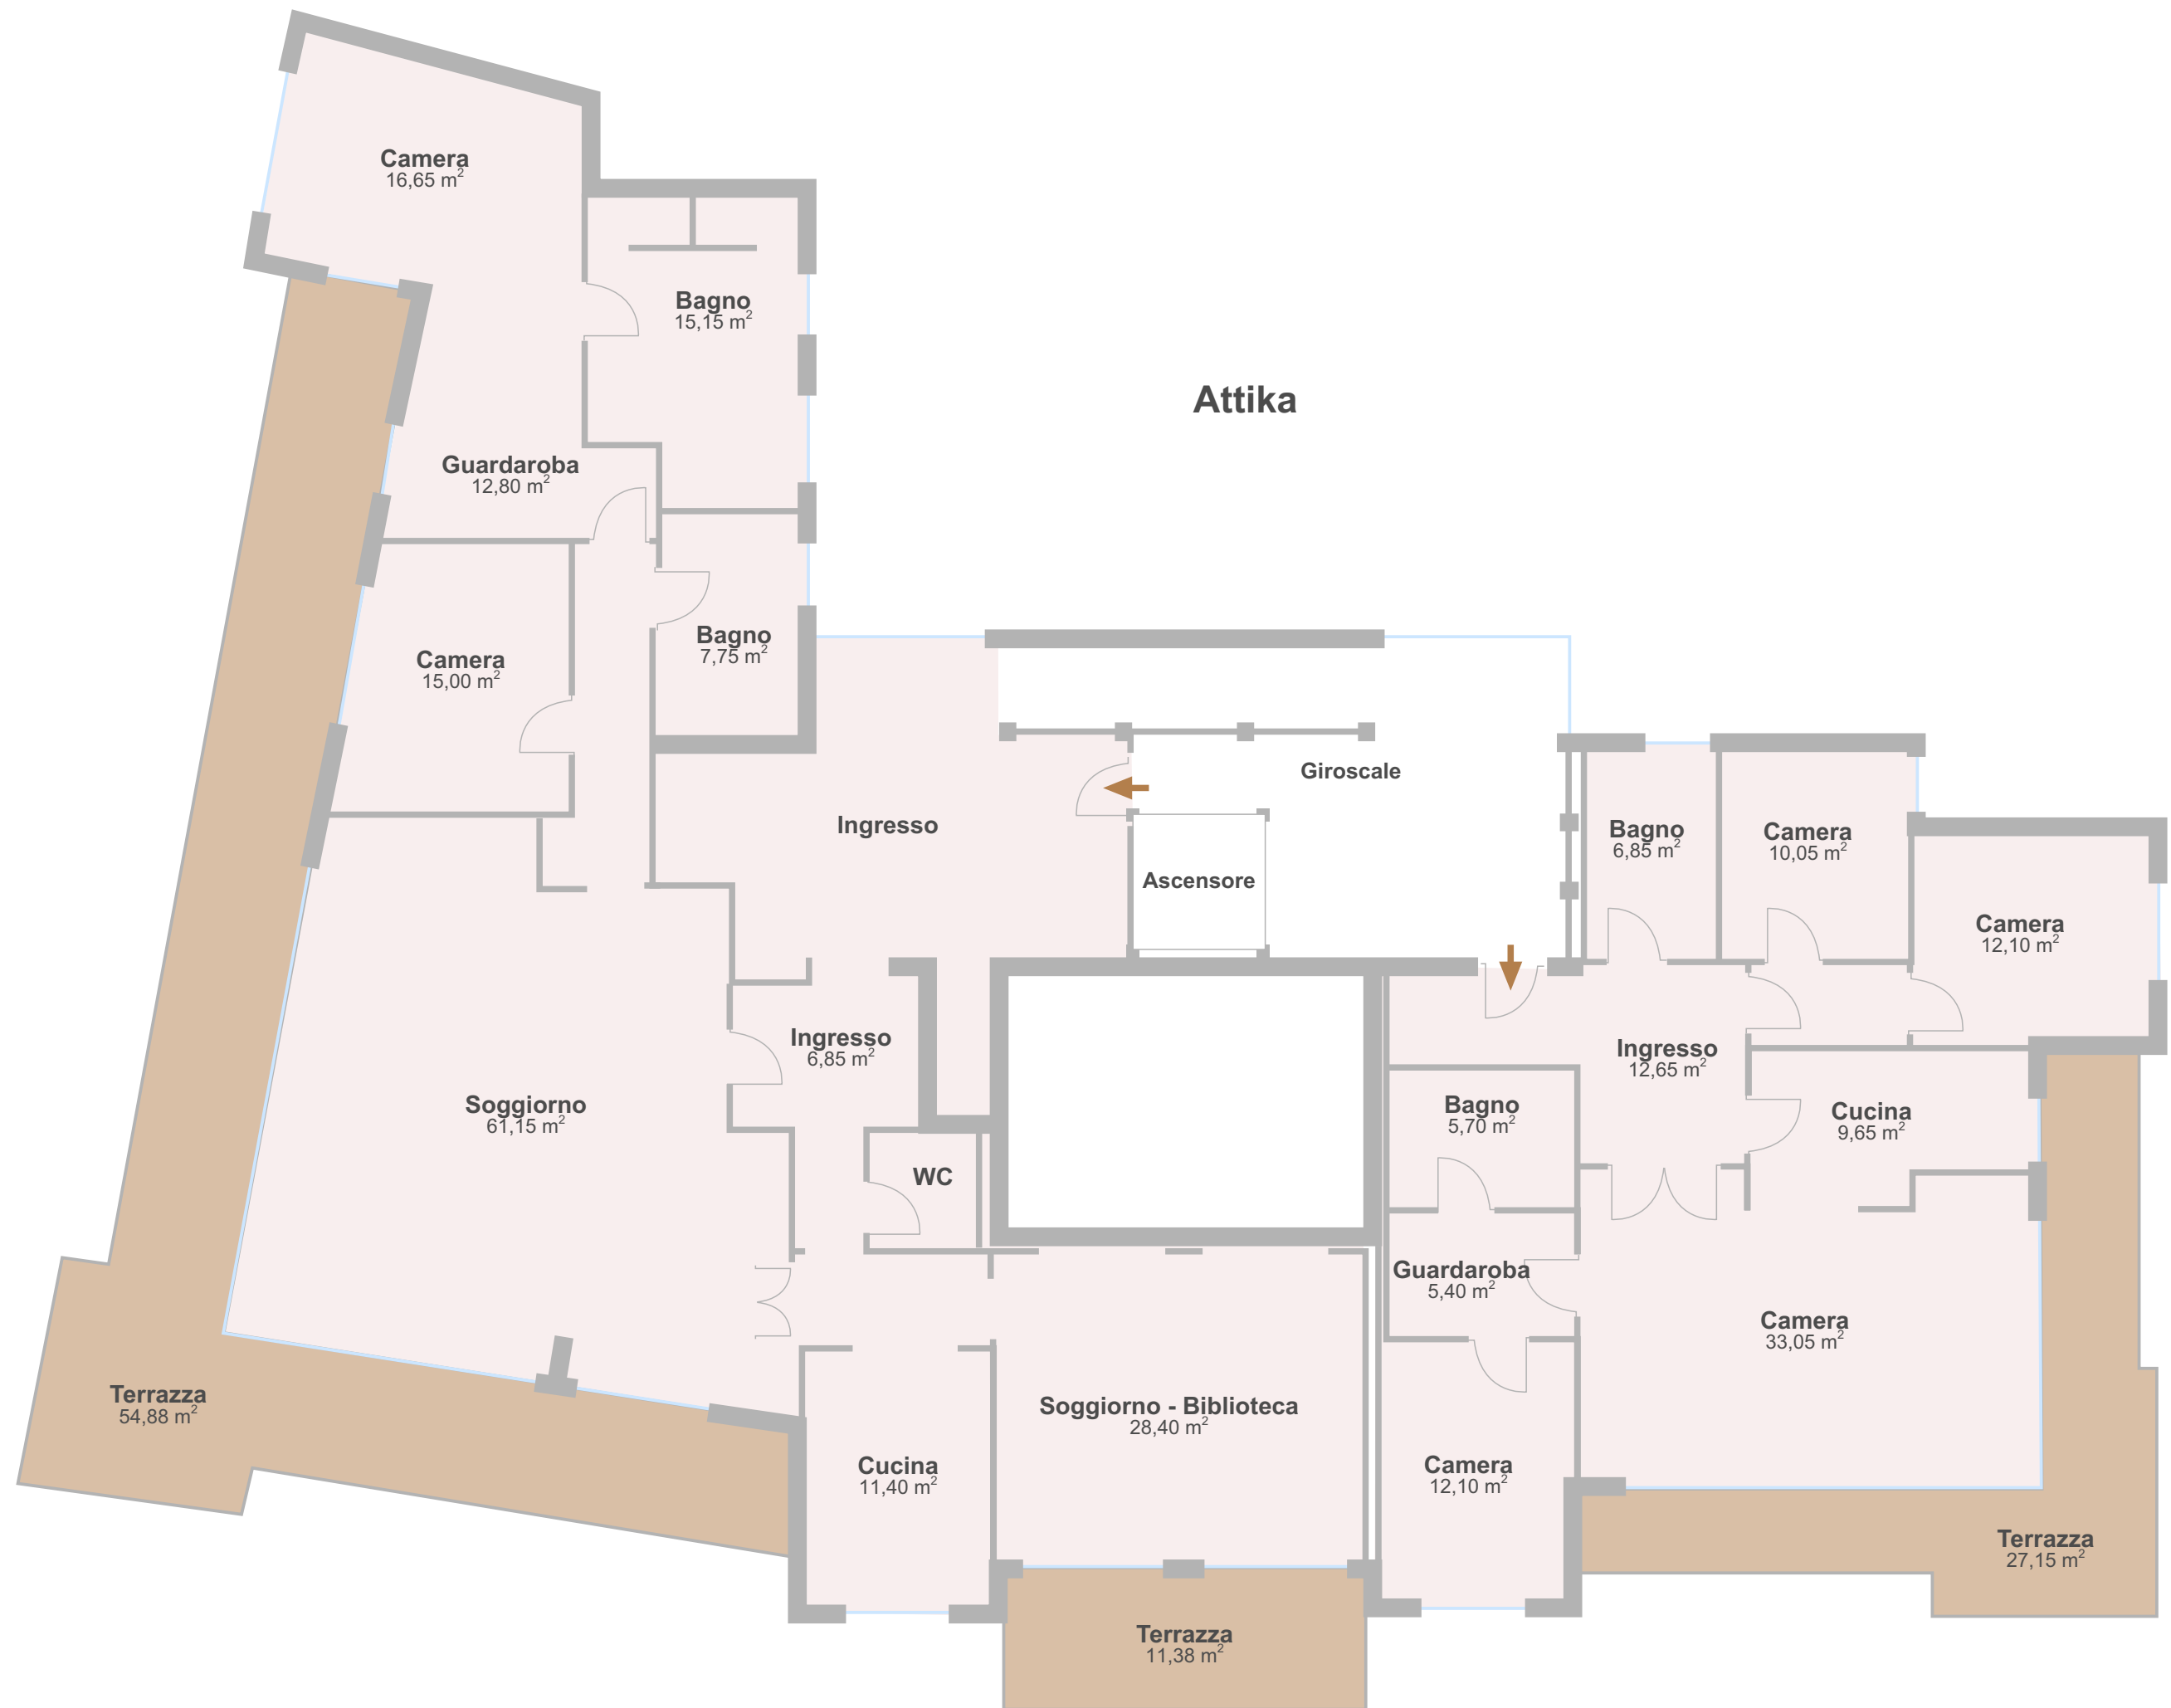 Camera
16,65 m²
Bagno
15,15 m²
Attika
Guardaroba
12,80 m²
Bagno
7,75 m²
Camera
15,00 m²
Giroscale
Ingresso
Bagno
6,85 m²
Camera
10,05 m²
Ascensore
Camera
12,10 m²
Ingresso
6,85 m²
Ingresso
12,65 m²
Soggiorno
61,15 m²
Bagno
5,70 m²
Cucina
9,65 m²
WC
Guardaroba
5,40 m²
Camera
33,05 m²
Terrazza
54,88 m²
Soggiorno - Biblioteca
28,40 m²
Cucina
11,40 m²
Camera
12,10 m²
Terrazza
27,15 m²
Terrazza
11,38 m²